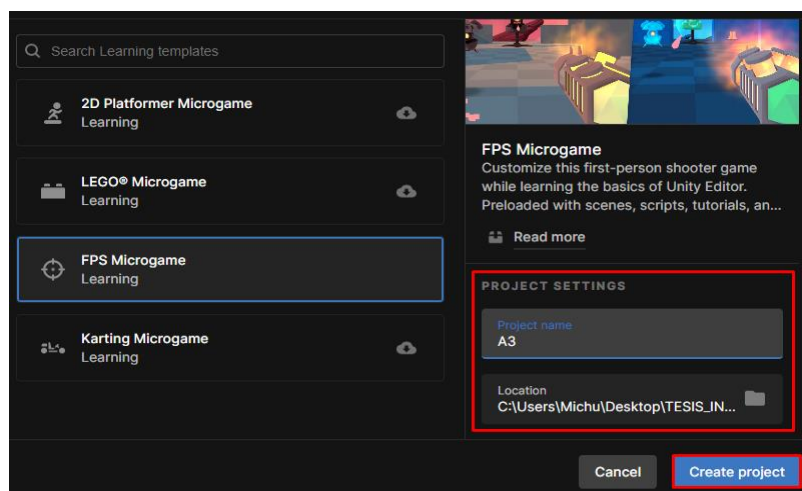 Search Learning templates
2D Platformer Microgame
Learning
LEGO® Microgame
Learning
FPS Microgame
Learning
Karting Microgame
Learning
FPS Microgame
Customize this first-person shooter game
while learning the basics of Unity Editor.
Preloaded with scenes, scripts, tutorials, an...
Read more
PROJECT SETTINGS
Project name
A3
Location
C:\Users\Michu\Desktop\TESIS_IN...
Cancel
Create project